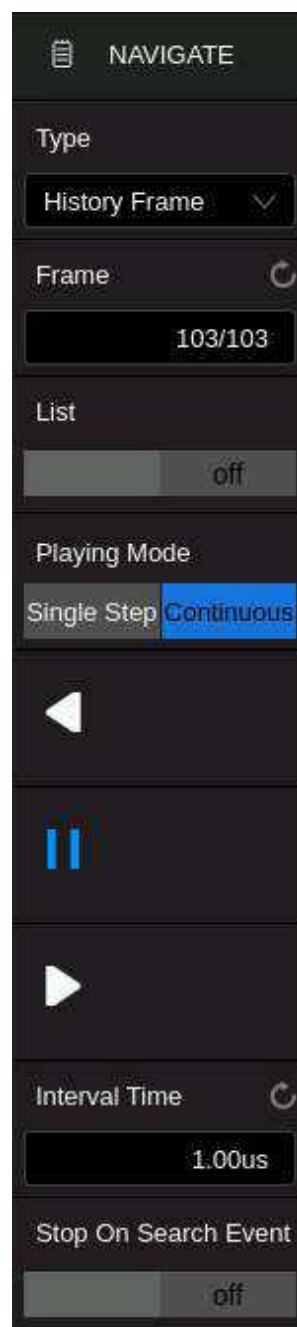 NAVIGATE
Type
History Frame
Frame
103/103
List
off
Playing Mode
Single Step Continuous
Interval Time
1.00us
Stop On Search Event
off